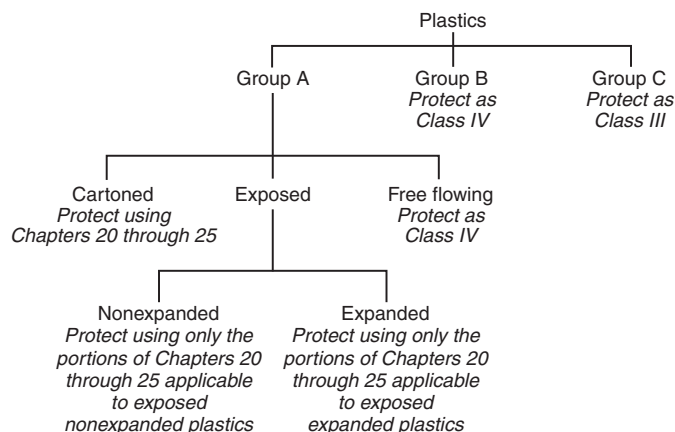 Plastics
Group A
Group B
Protect as
Class IV
Group C
Protect as
Class III
Cartoned
Protect using
Chapters 20 through 25
Exposed
Free flowing
Protect as
Class IV
Nonexpanded
Protect using only the
portions of Chapters 20
through 25 applicable
to exposed
nonexpanded plastics
Expanded
Protect using only the
portions of Chapters 20
through 25 applicable
to exposed
expanded plastics